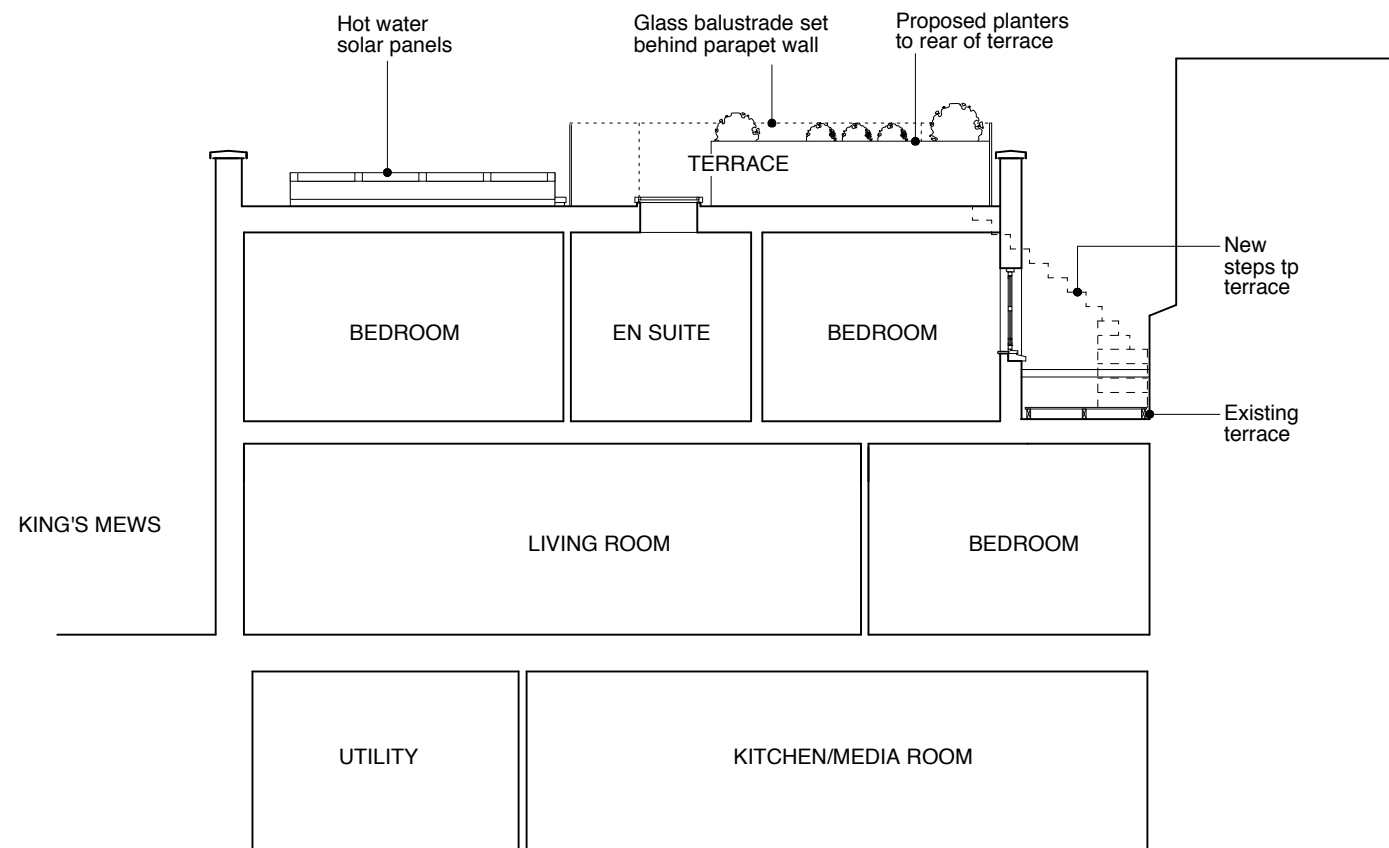 Hot water
solar panels
Glass balustrade set
behind parapet wall
Proposed planters
to rear of terrace
TERRACE
New
steps tp
terrace
BEDROOM
EN SUITE
BEDROOM
Existing
terrace
KING'S MEWS
LIVING ROOM
BEDROOM
UTILITY
KITCHEN/MEDIA ROOM